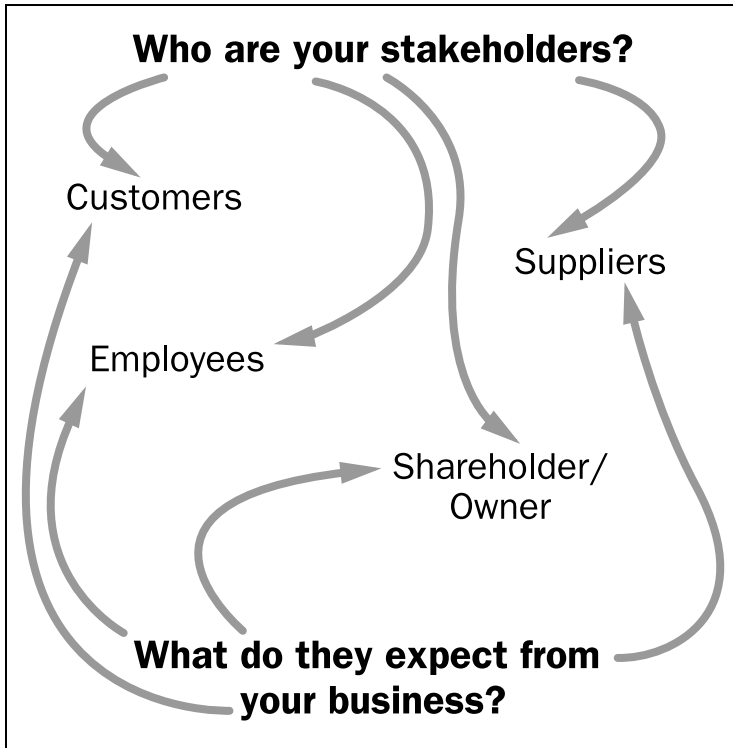 Who are your stakeholders?
Customers
Suppliers
Employees
Shareholder/
Owner
What do they expect from
your business?